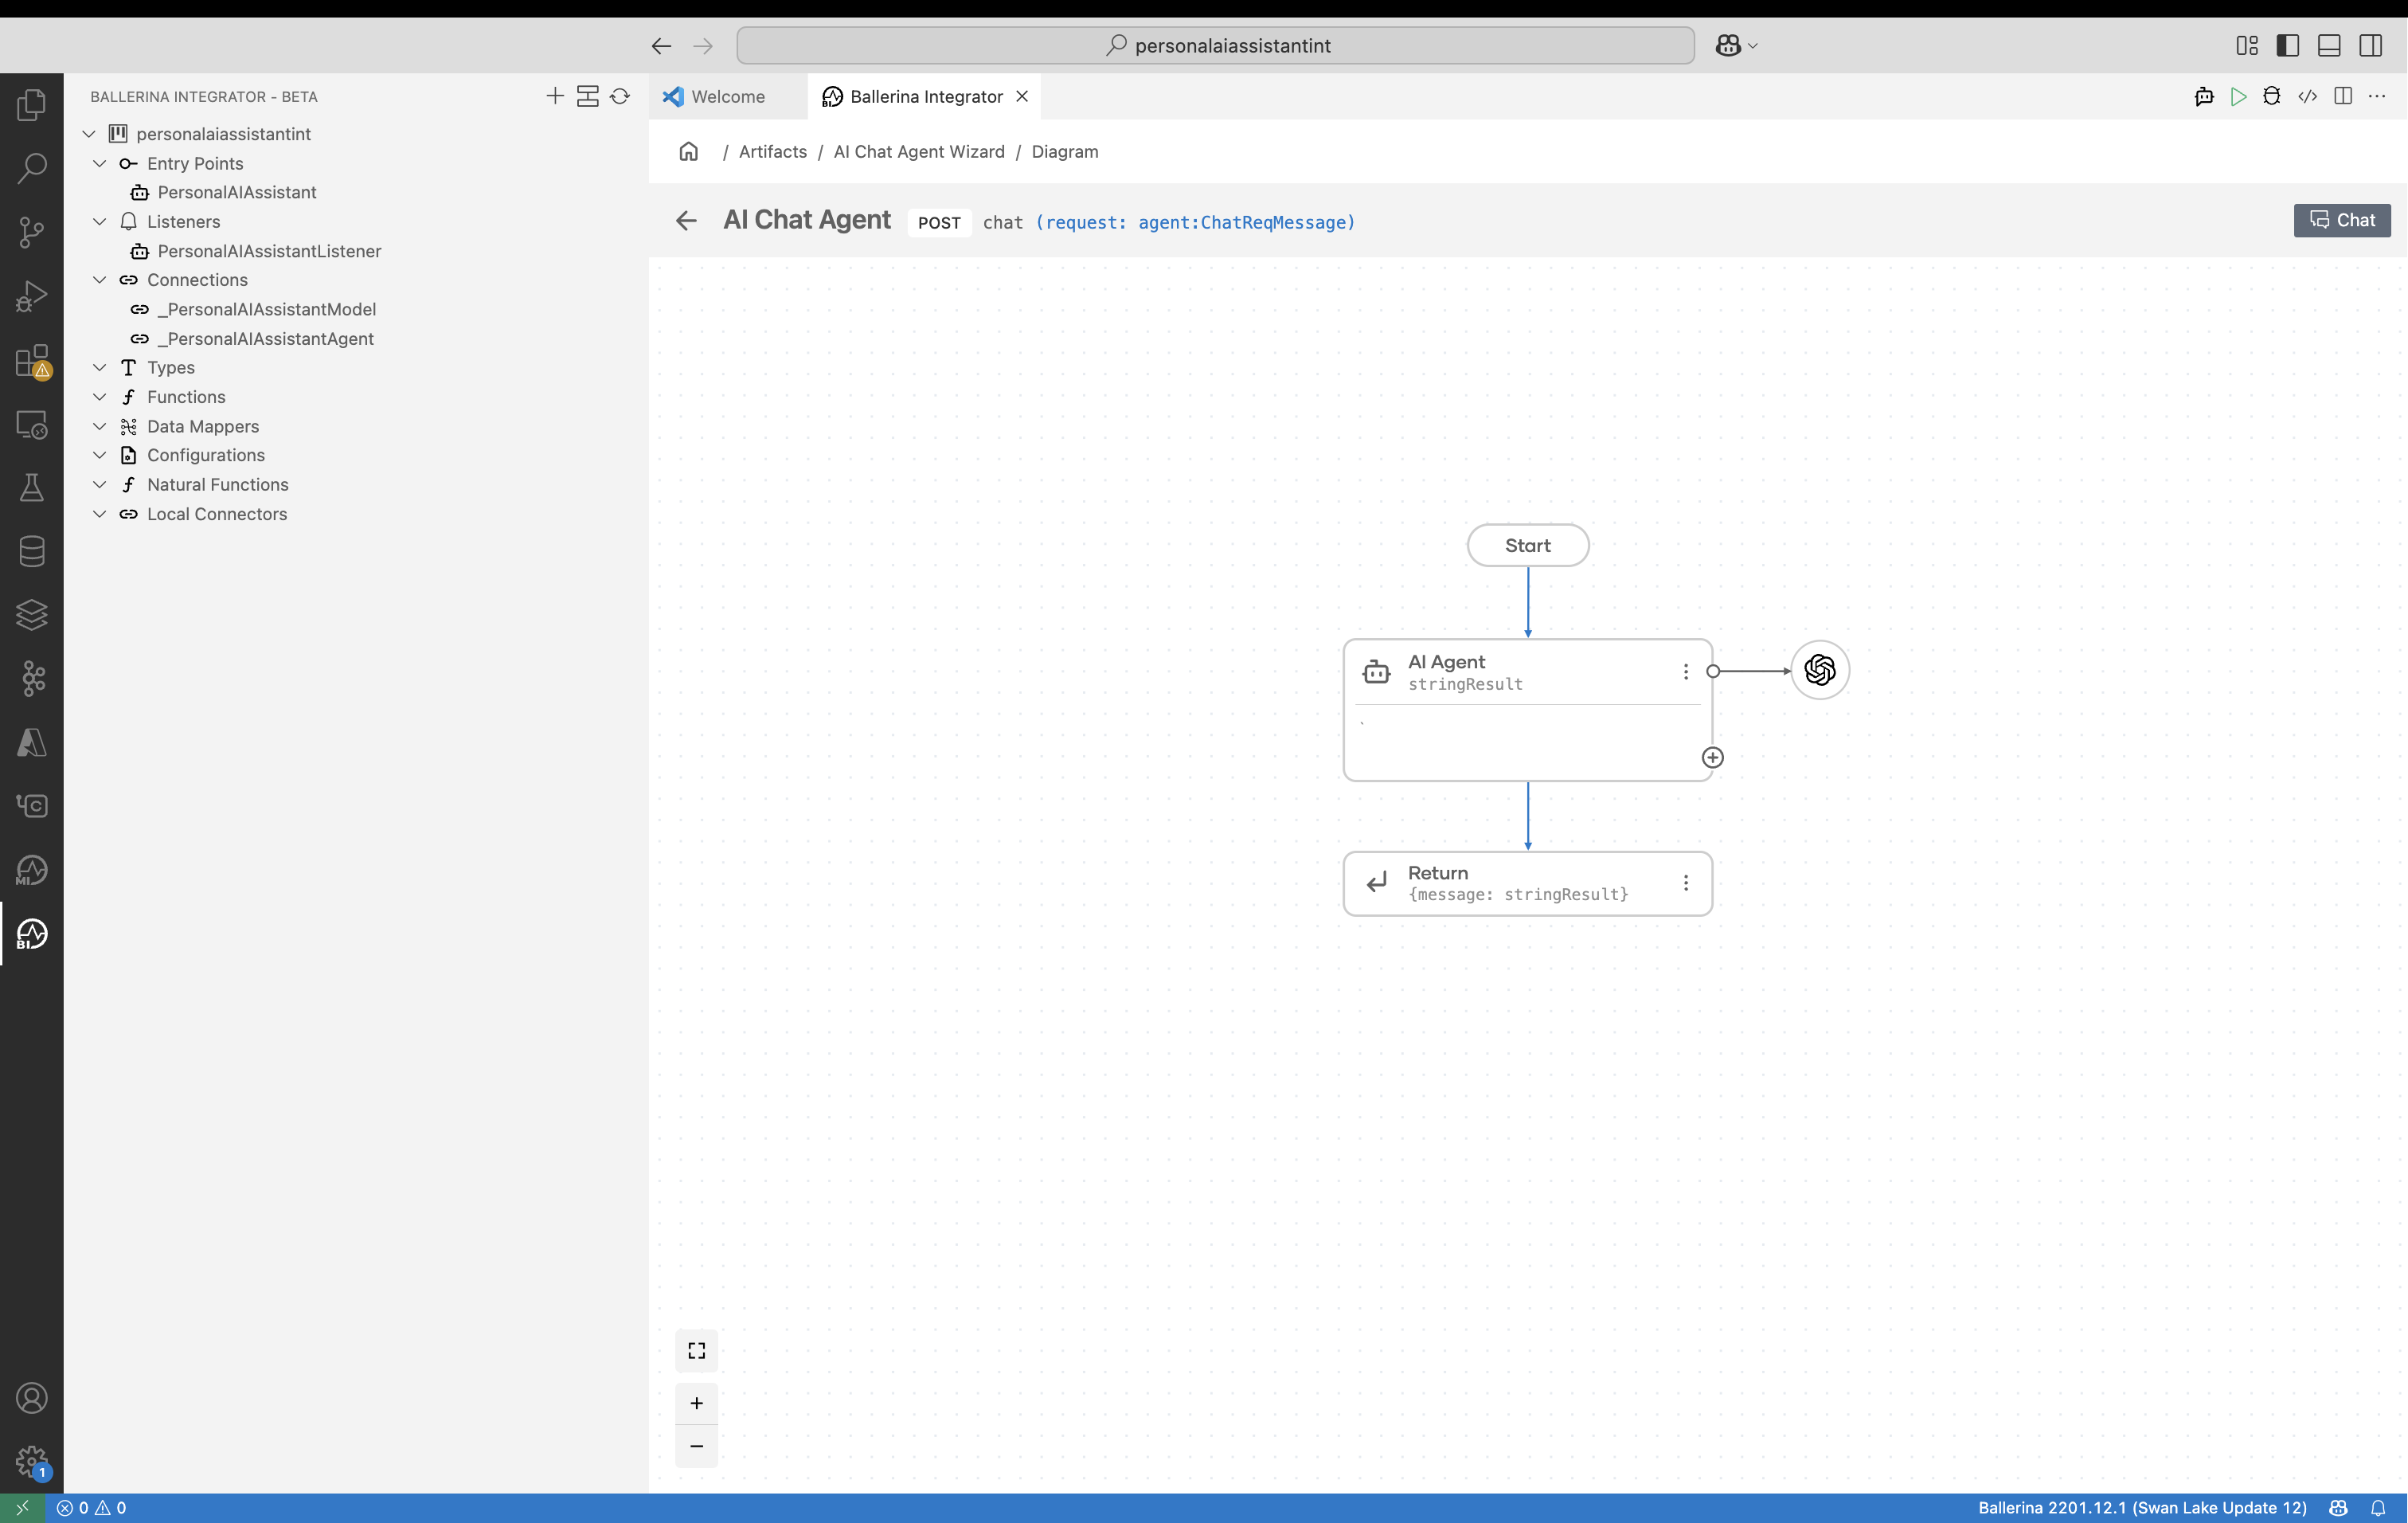 personalaiassistantint
BALLERINA INTEGRATOR - BETA
personalaiassistantint
Entry Points
PersonalAIAssistant
Listeners
PersonalAIAssistantListener
Connections
_PersonalAIAssistantModel
_PersonalAIAssistantAgent
Types
Functions
Data Mappers
Configurations
Natural Functions
Local Connectors
Welcome
Ballerina Integrator
/ Artifacts / AI Chat Agent Wizard / Diagram
AI Chat Agent POST chat (request: agent:ChatReqMessage)
Chat
Start
AI Agent
stringResult
`
Return
{message: stringResult}
MI
BI
1
0 0
Ballerina 2201.12.1 (Swan Lake Update 12)